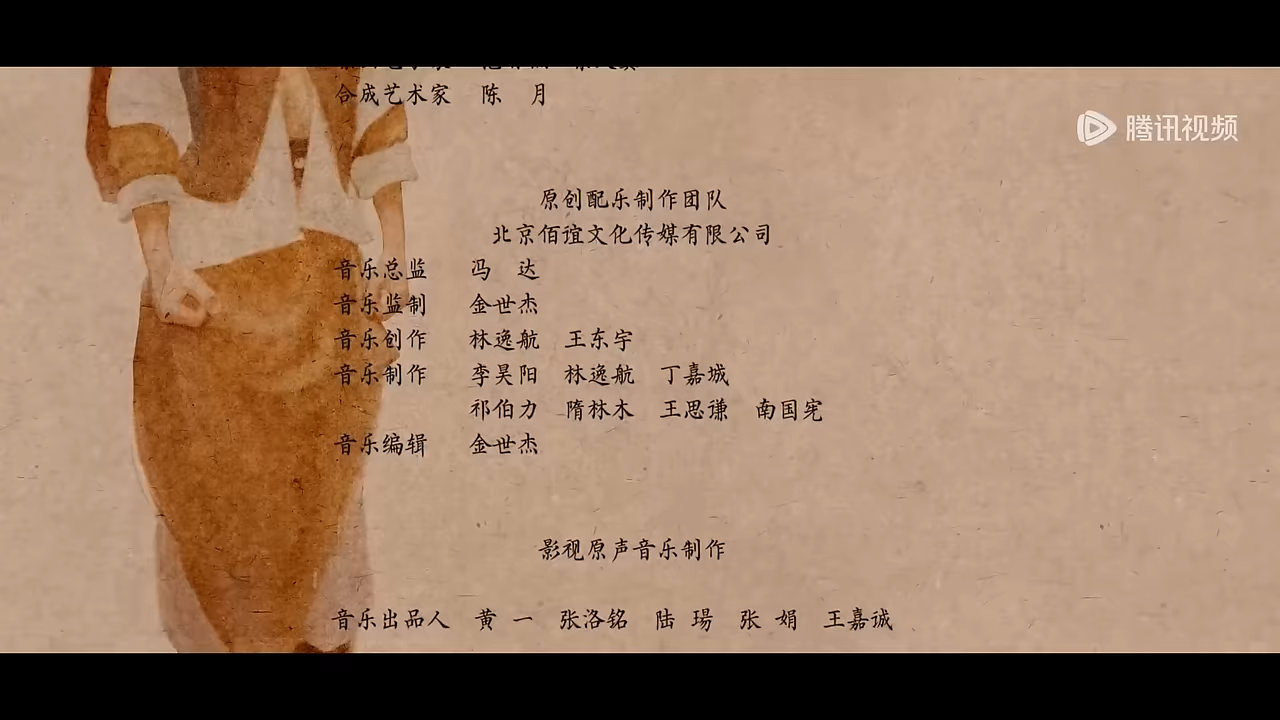 合成艺术家 陈 月
腾讯视频
原创配乐制作团队
北京佰谊文化传媒有限公司
音乐总监 冯 达
音乐监制 金世杰
音乐创作 林逸航 王东宇
音乐制作 李昊阳 林逸航 丁嘉城
祁伯力 隋林木 王思谦 南国宪
音乐编辑 金世杰
影视原声音乐制作
音乐出品人 黄 一 张洛铭 陆 瑒 张 娟 王嘉诚